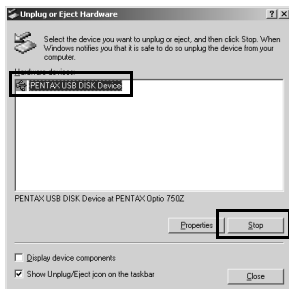 Unplug or Eject Hardware
Select the device you want to unplug or eject, and then click Stop. When
Windows notifies you that it is safe to do so unplug the device from your
computer.
Hardware devices:
PENTAX USB DISK Device
PENTAX USB DISK Device at PENTAX Optio 750Z
Properties
Stop
Display device components
Show Unplug/Eject icon on the taskbar
Close